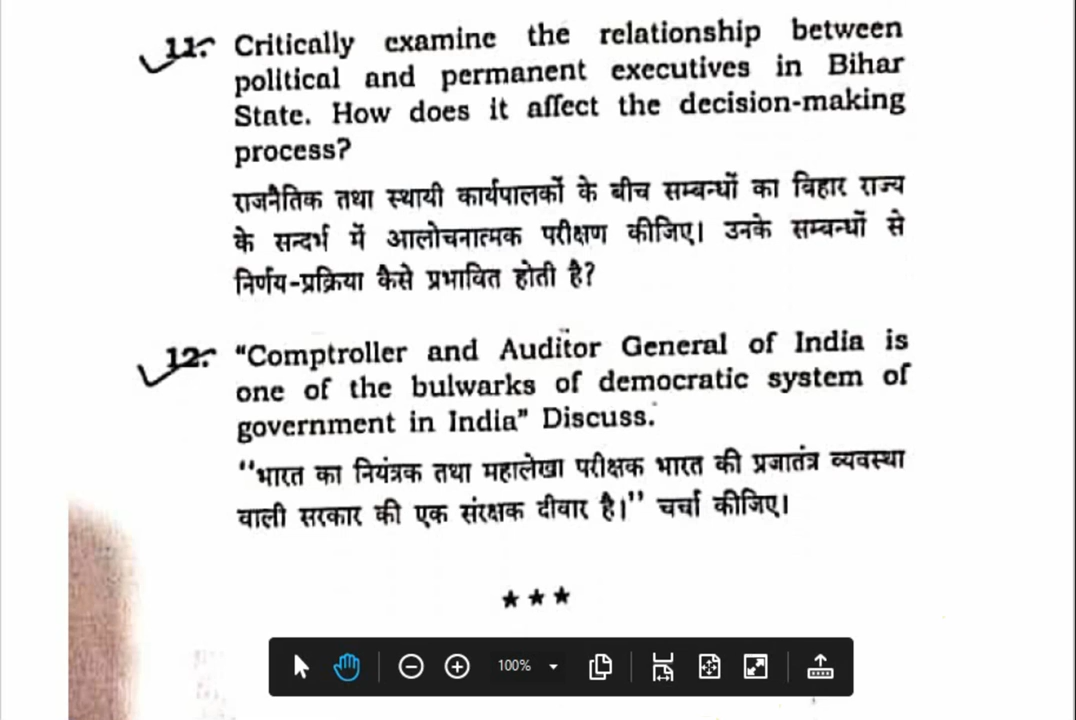 11. Critically examine the relationship between
political and permanent executives in Bihar
State. How does it affect the decision-making
process?
राजनैतिक तथा स्थायी कार्यपालकों के बीच सम्बन्धों का बिहार राज्य
के सन्दर्भ में आलोचनात्मक परीक्षण कीजिए। उनके सम्बन्धों से
निर्णय-प्रक्रिया कैसे प्रभावित होती है?
12. "Comptroller and Auditor General of India is
one of the bulwarks of democratic system of
government in India" Discuss.
"भारत का नियंत्रक तथा महालेखा परीक्षक भारत की प्रजातंत्र व्यवस्था
वाली सरकार की एक संरक्षक दीवार है।" चर्चा कीजिए।
★★★
100%